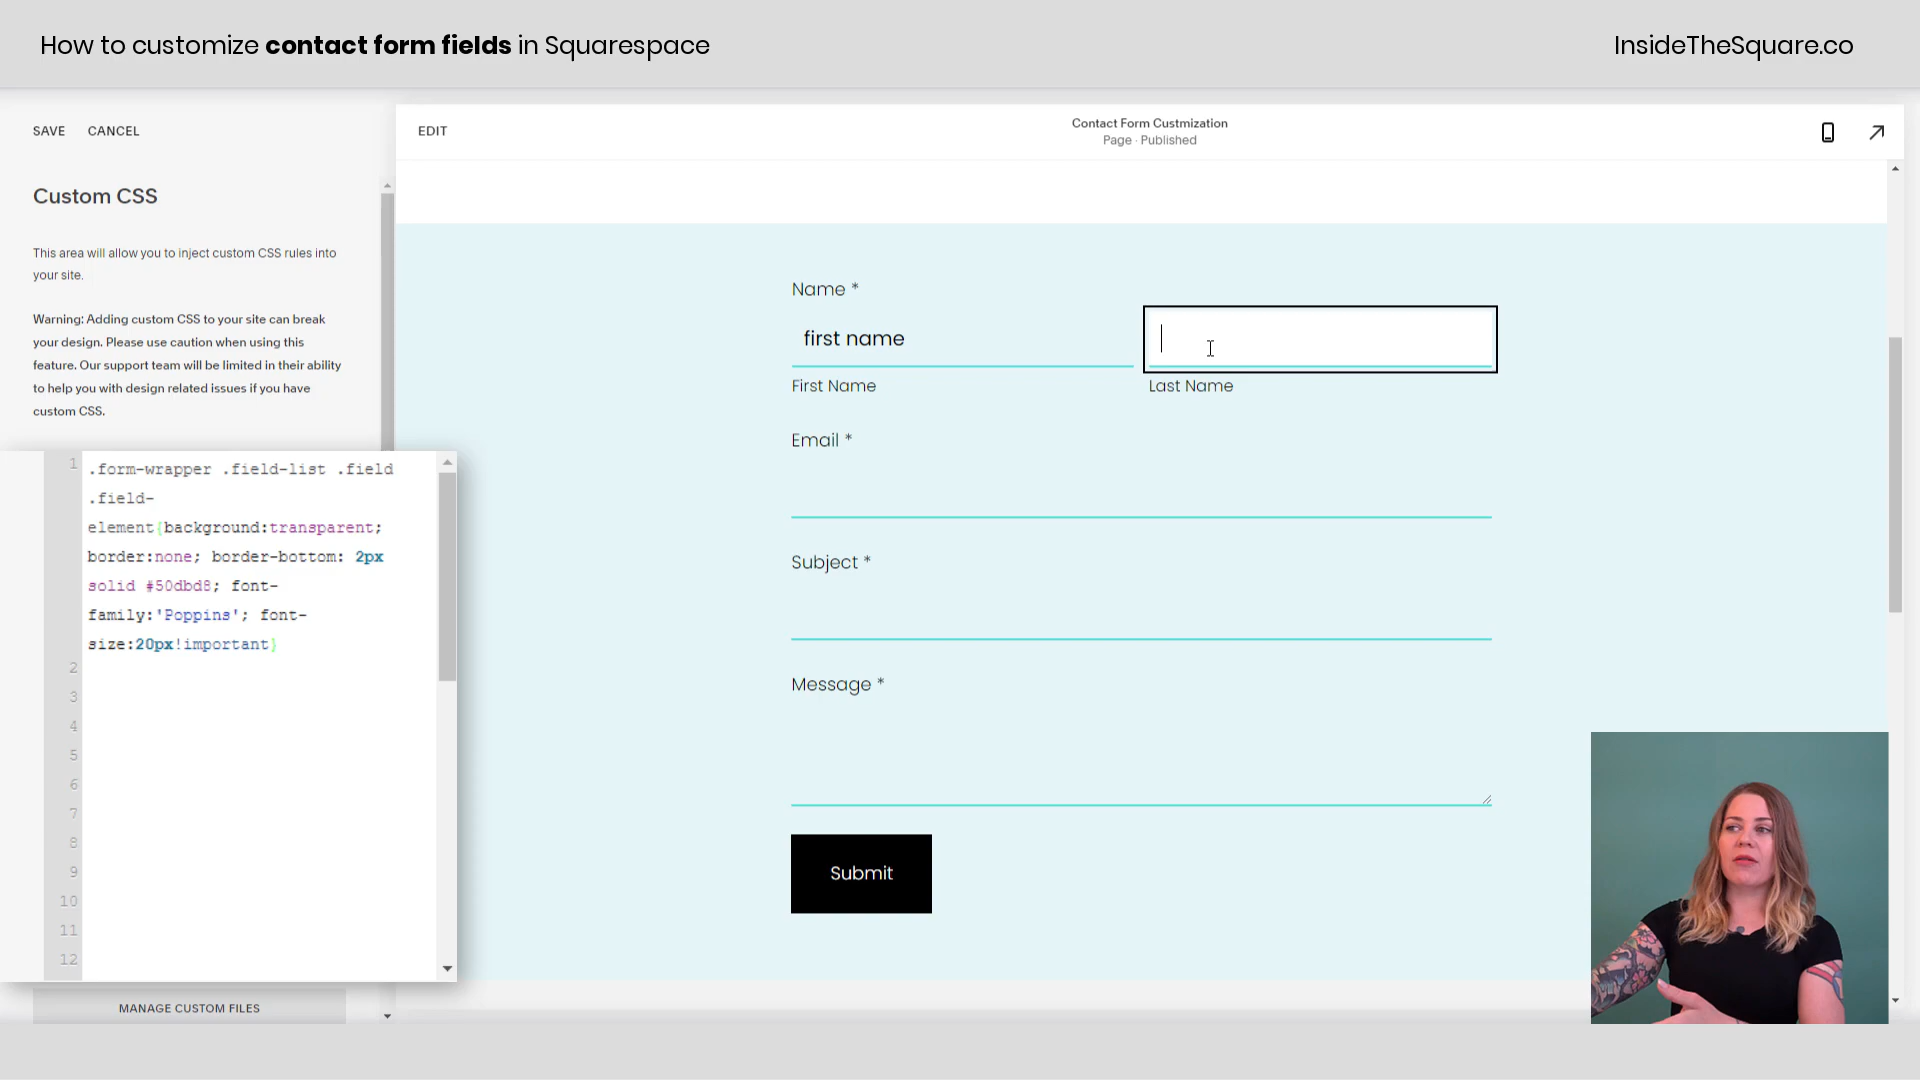 How to customize contact form fields in Squarespace
InsideTheSquare.co
SAVE
CANCEL
EDIT
Contact Form Custmization
Page · Published
Custom CSS
This area will allow you to inject custom CSS rules into
your site.
Warning: Adding custom CSS to your site can break
your design. Please use caution when using this
feature. Our support team will be limited in their ability
to help you with design related issues if you have
custom CSS.
1
.form-wrapper .field-list .field
.field-
element{background:transparent;
border:none; border-bottom: 2px
solid #50dbd8; font-
family:'Poppins'; font-
size:20px!important}
2
3
4
5
6
7
8
9
10
11
12
MANAGE CUSTOM FILES
Name *
first name
First Name
Last Name
Email *
Subject *
Message *
Submit